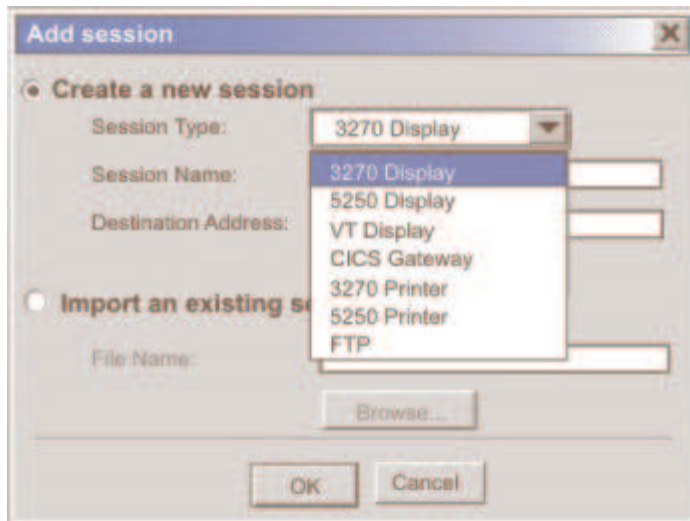 Add session
Create a new session
Session Type: 3270 Display
Session Name:
Destination Address:
3270 Display
5250 Display
VT Display
CICS Gateway
3270 Printer
5250 Printer
FTP
Import an existing se
File Name:
Browse...
OK Cancel